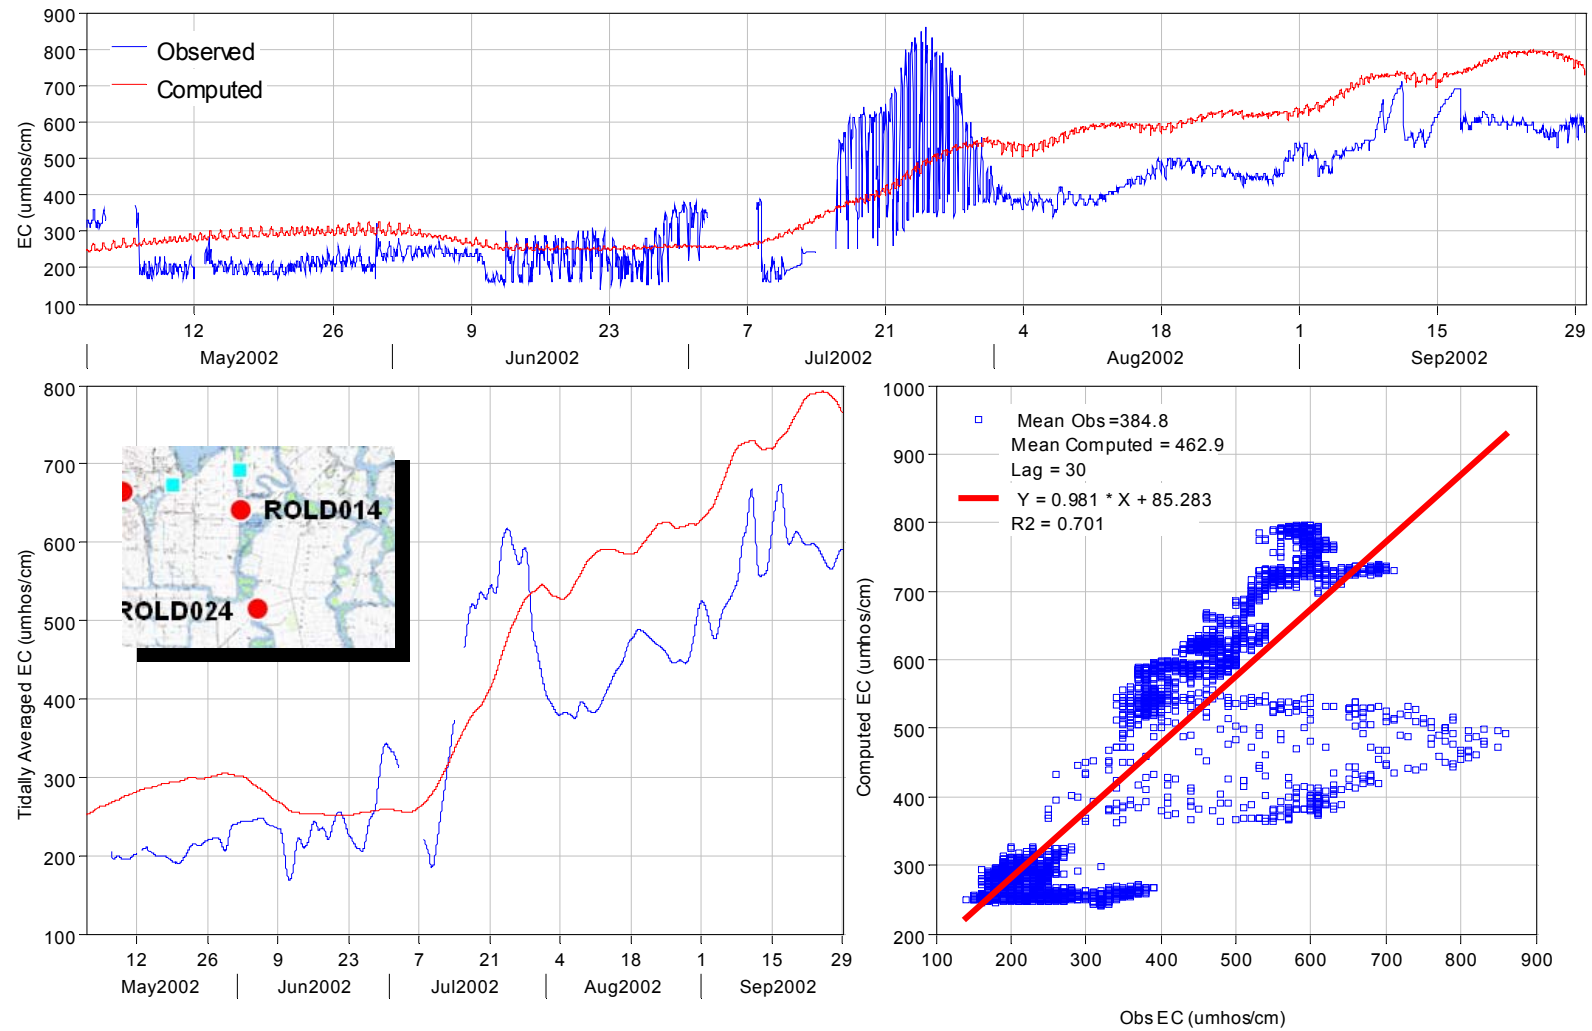 900
800
700
600
500
400
300
200
100
EC (umhos/cm)
Observed
Computed
12 26 9 23 7 21 4 18 1 15 29
May2002 Jun2002 Jul2002 Aug2002 Sep2002
800
700
600
500
400
300
200
100
Tidally Averaged EC (umhos/cm)
ROLD014
ROLD024
12 26 9 23 7 21 4 18 1 15 29
May2002 Jun2002 Jul2002 Aug2002 Sep2002
1000
900
800
700
600
500
400
300
200
Computed EC (umhos/cm)
Mean Obs=384.8
Mean Computed = 462.9
Lag = 30
Y = 0.981 * X + 85.283
R2 = 0.701
100 200 300 400 500 600 700 800 900
Obs EC (umhos/cm)